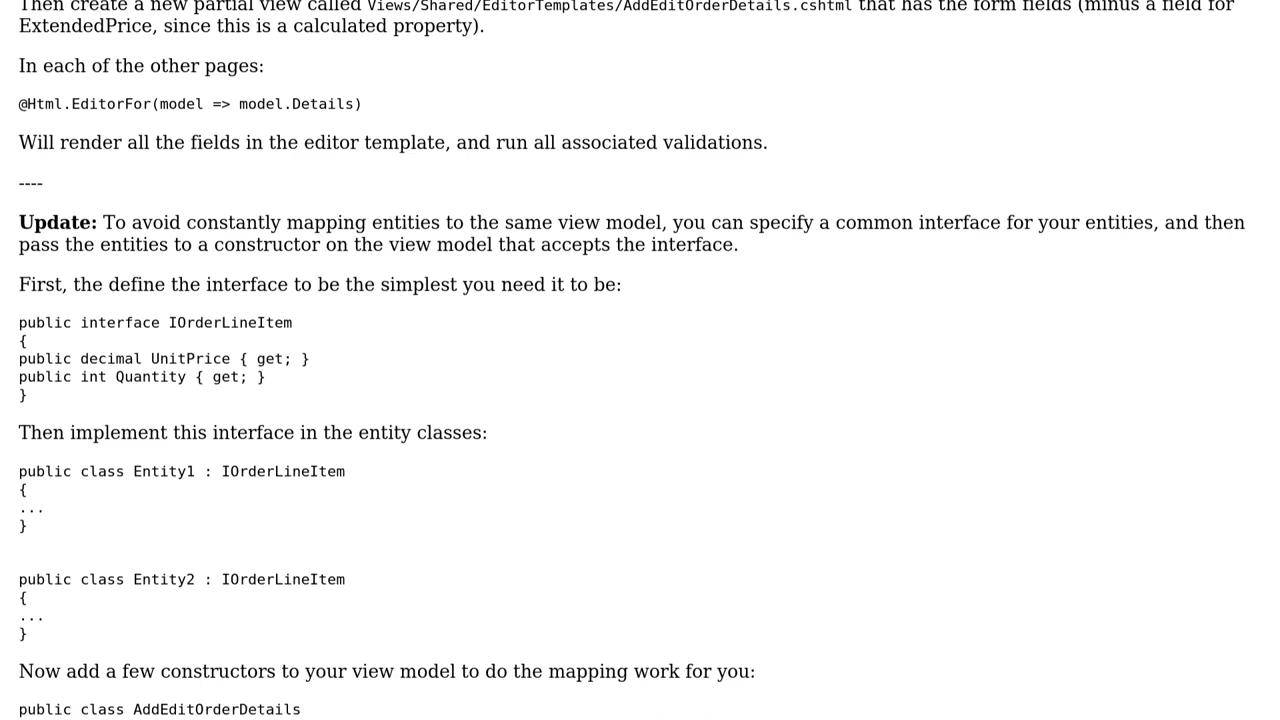 Then create a new partial view called Views/Shared/EditorTemplates/AddEditOrderDetails.cshtml that has the form fields (minus a field for
ExtendedPrice, since this is a calculated property).
In each of the other pages:
@Html.EditorFor(model => model.Details)
Will render all the fields in the editor template, and run all associated validations.
----
Update: To avoid constantly mapping entities to the same view model, you can specify a common interface for your entities, and then
pass the entities to a constructor on the view model that accepts the interface.
First, the define the interface to be the simplest you need it to be:
public interface IOrderLineItem
{
public decimal UnitPrice { get; }
public int Quantity { get; }
}
Then implement this interface in the entity classes:
public class Entity1 : IOrderLineItem
{
...
}
public class Entity2 : IOrderLineItem
{
...
}
Now add a few constructors to your view model to do the mapping work for you:
public class AddEditOrderDetails